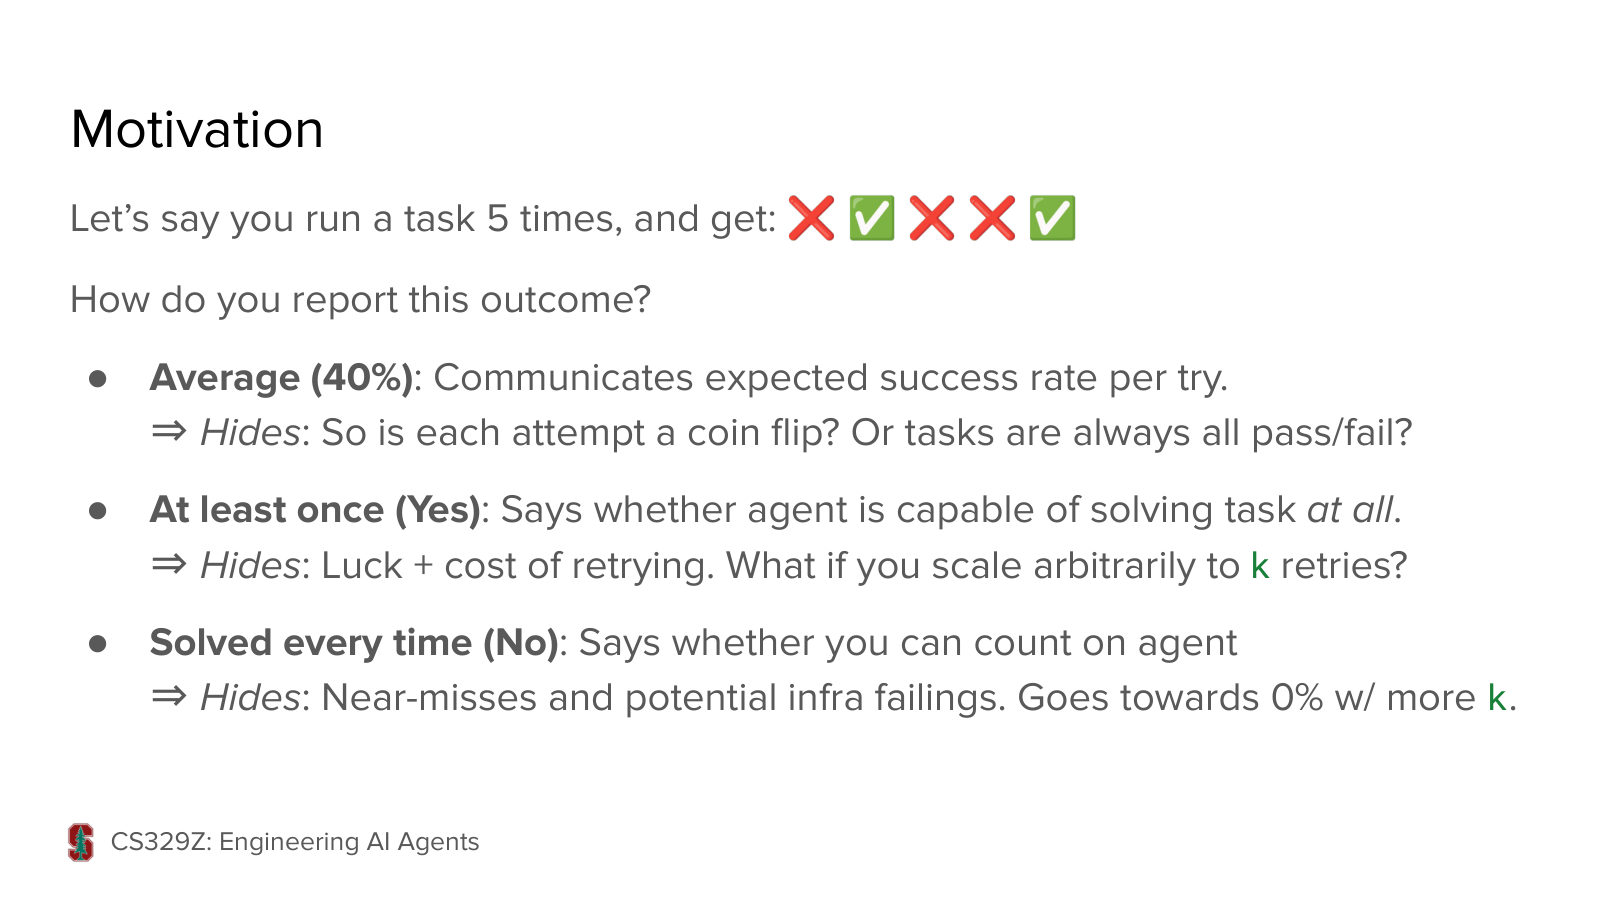 Motivation
Let’s say you run a task 5 times, and get: ❌ ✅ ❌ ❌ ✅
How do you report this outcome?
● Average (40%): Communicates expected success rate per try.
⇒ Hides: So is each attempt a coin flip? Or tasks are always all pass/fail?
● At least once (Yes): Says whether agent is capable of solving task at all.
⇒ Hides: Luck + cost of retrying. What if you scale arbitrarily to k retries?
● Solved every time (No): Says whether you can count on agent
⇒ Hides: Near-misses and potential infra failings. Goes towards 0% w/ more k.
CS329Z: Engineering AI Agents